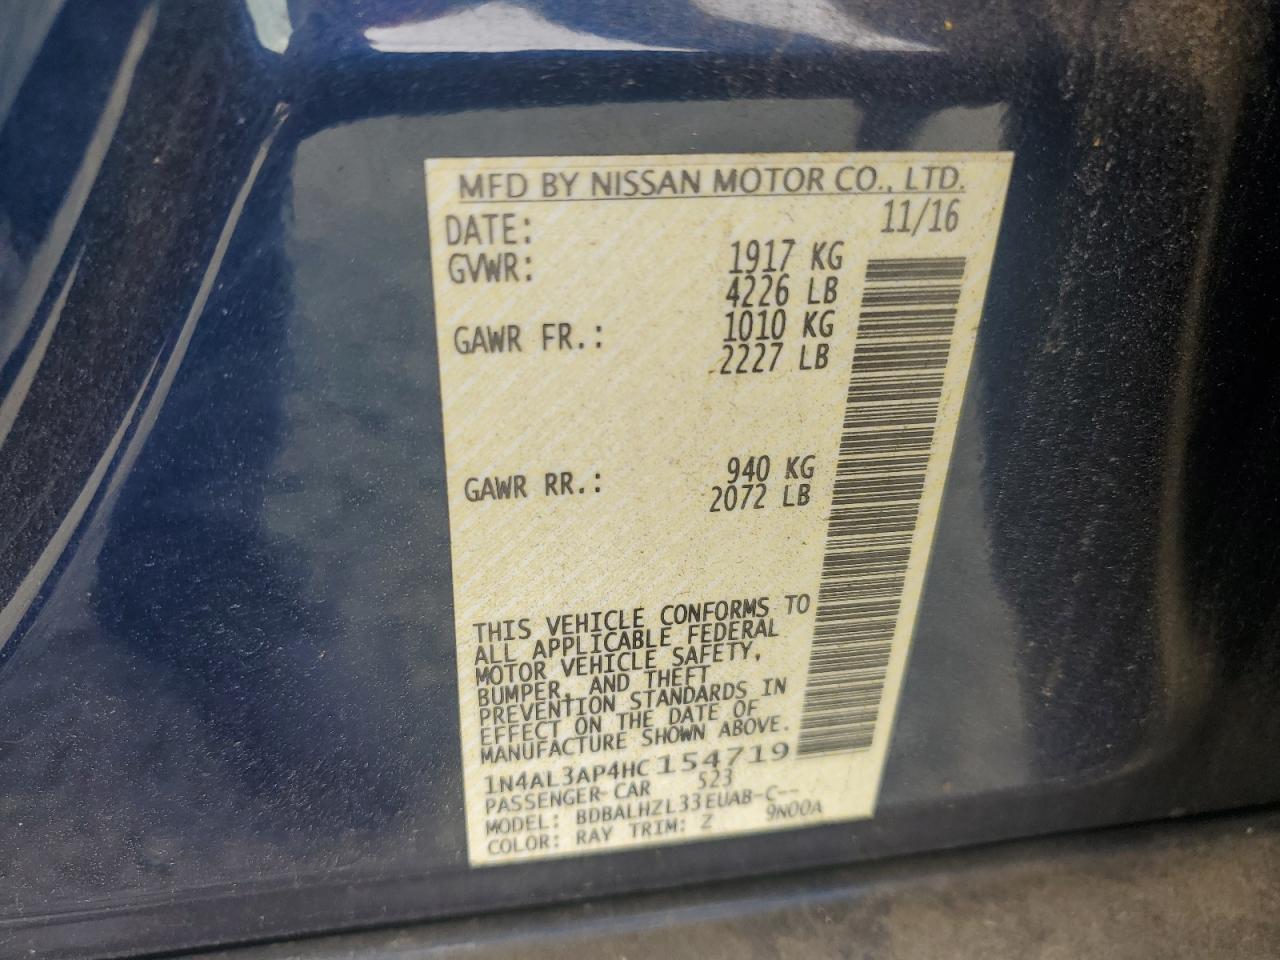 MFD BY NISSAN MOTOR CO., LTD.
DATE: 11/16
GVWR: 1917 KG
4226 LB
GAWR FR.: 1010 KG
2227 LB
GAWR RR.: 940 KG
2072 LB
THIS VEHICLE CONFORMS TO
ALL APPLICABLE FEDERAL
MOTOR VEHICLE SAFETY,
BUMPER, AND THEFT
PREVENTION STANDARDS IN
EFFECT ON THE DATE OF
MANUFACTURE SHOWN ABOVE.
1N4AL3AP4HC154719
PASSENGER CAR 523
MODEL: BDBALHZL33EUAB-C--
COLOR: RAY TRIM: Z 9N00A